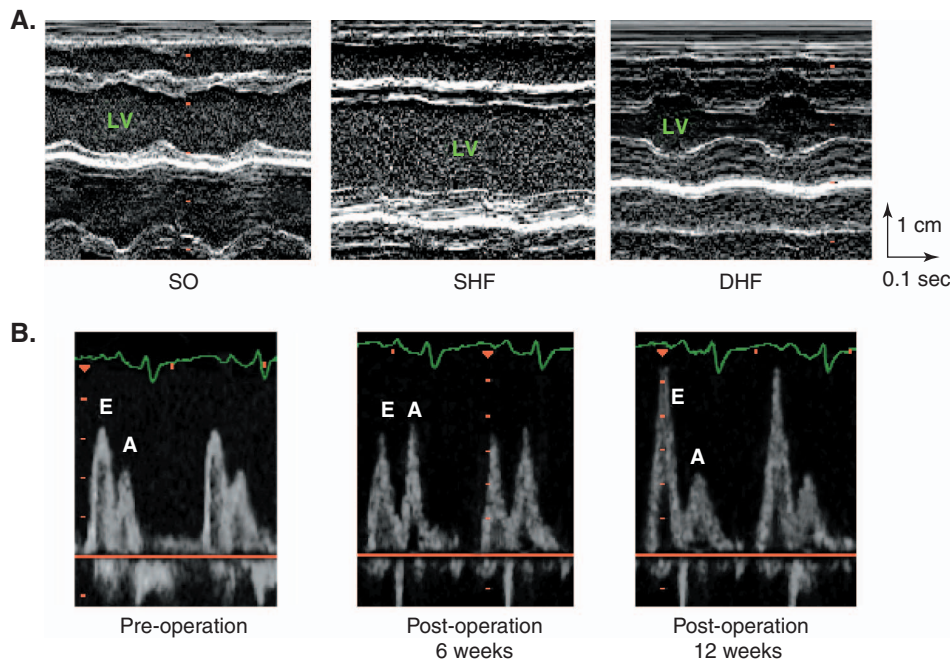 A.
LV
LV
LV
1 cm
0.1 sec
SO
SHF
DHF
B.
E
A
E A
E
A
Pre-operation
Post-operation
6 weeks
Post-operation
12 weeks